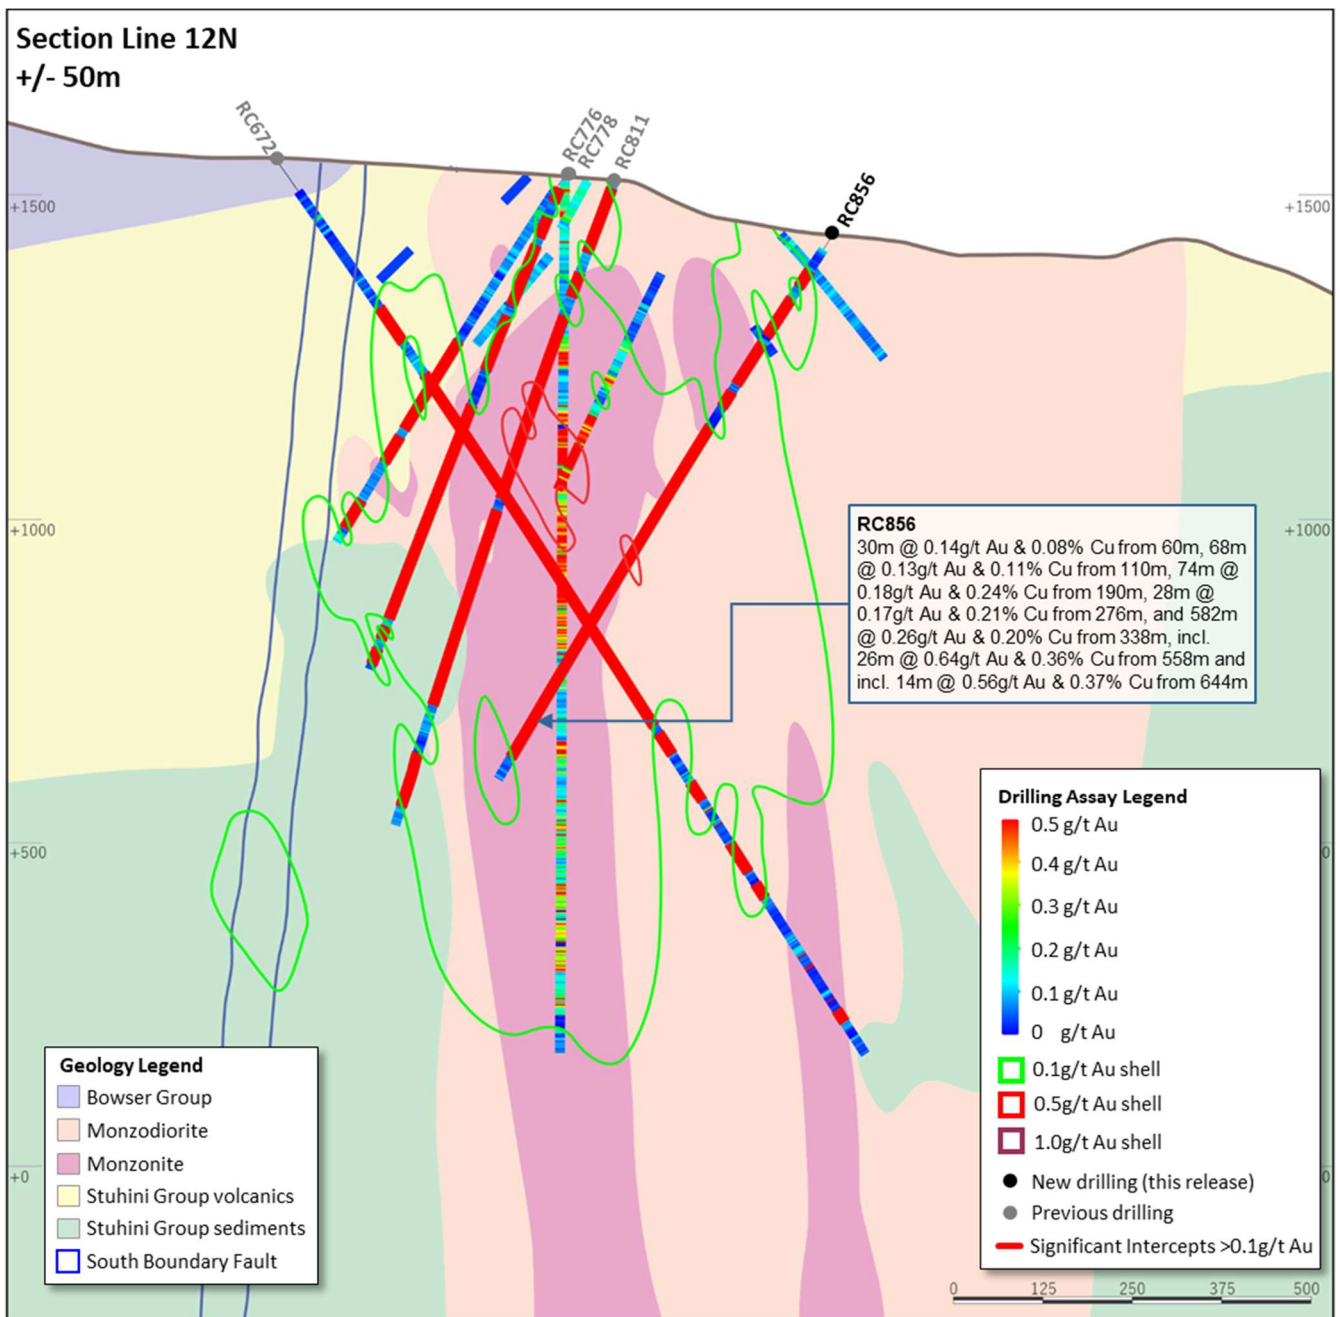 Section Line 12N
+/- 50m
RC672
RC776
RC778
RC811
RC856
+1500
+1500
+1000
+1000
RC856
30m @ 0.14g/t Au & 0.08% Cu from 60m, 68m
@ 0.13g/t Au & 0.11% Cu from 110m, 74m @
0.18g/t Au & 0.24% Cu from 190m, 28m @
0.17g/t Au & 0.21% Cu from 276m, and 582m
@ 0.26g/t Au & 0.20% Cu from 338m, incl.
26m @ 0.64g/t Au & 0.36% Cu from 558m and
incl. 14m @ 0.56g/t Au & 0.37% Cu from 644m
+500
0
+0
0
Drilling Assay Legend
0.5 g/t Au
0.4 g/t Au
0.3 g/t Au
0.2 g/t Au
0.1 g/t Au
0 g/t Au
0.1g/t Au shell
0.5g/t Au shell
1.0g/t Au shell
New drilling (this release)
Previous drilling
Significant Intercepts >0.1g/t Au
Geology Legend
Bowser Group
Monzodiorite
Monzonite
Stuhini Group volcanics
Stuhini Group sediments
South Boundary Fault
0 125 250 375 500